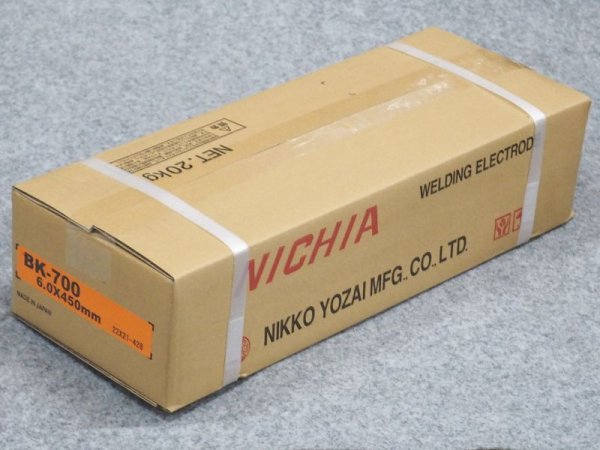 NET. 20kg
WELDING ELECTROD
NICHIA
NIKKO YOZAI MFG., CO., LTD.
BK-700
6.0X450mm
MADE IN JAPAN